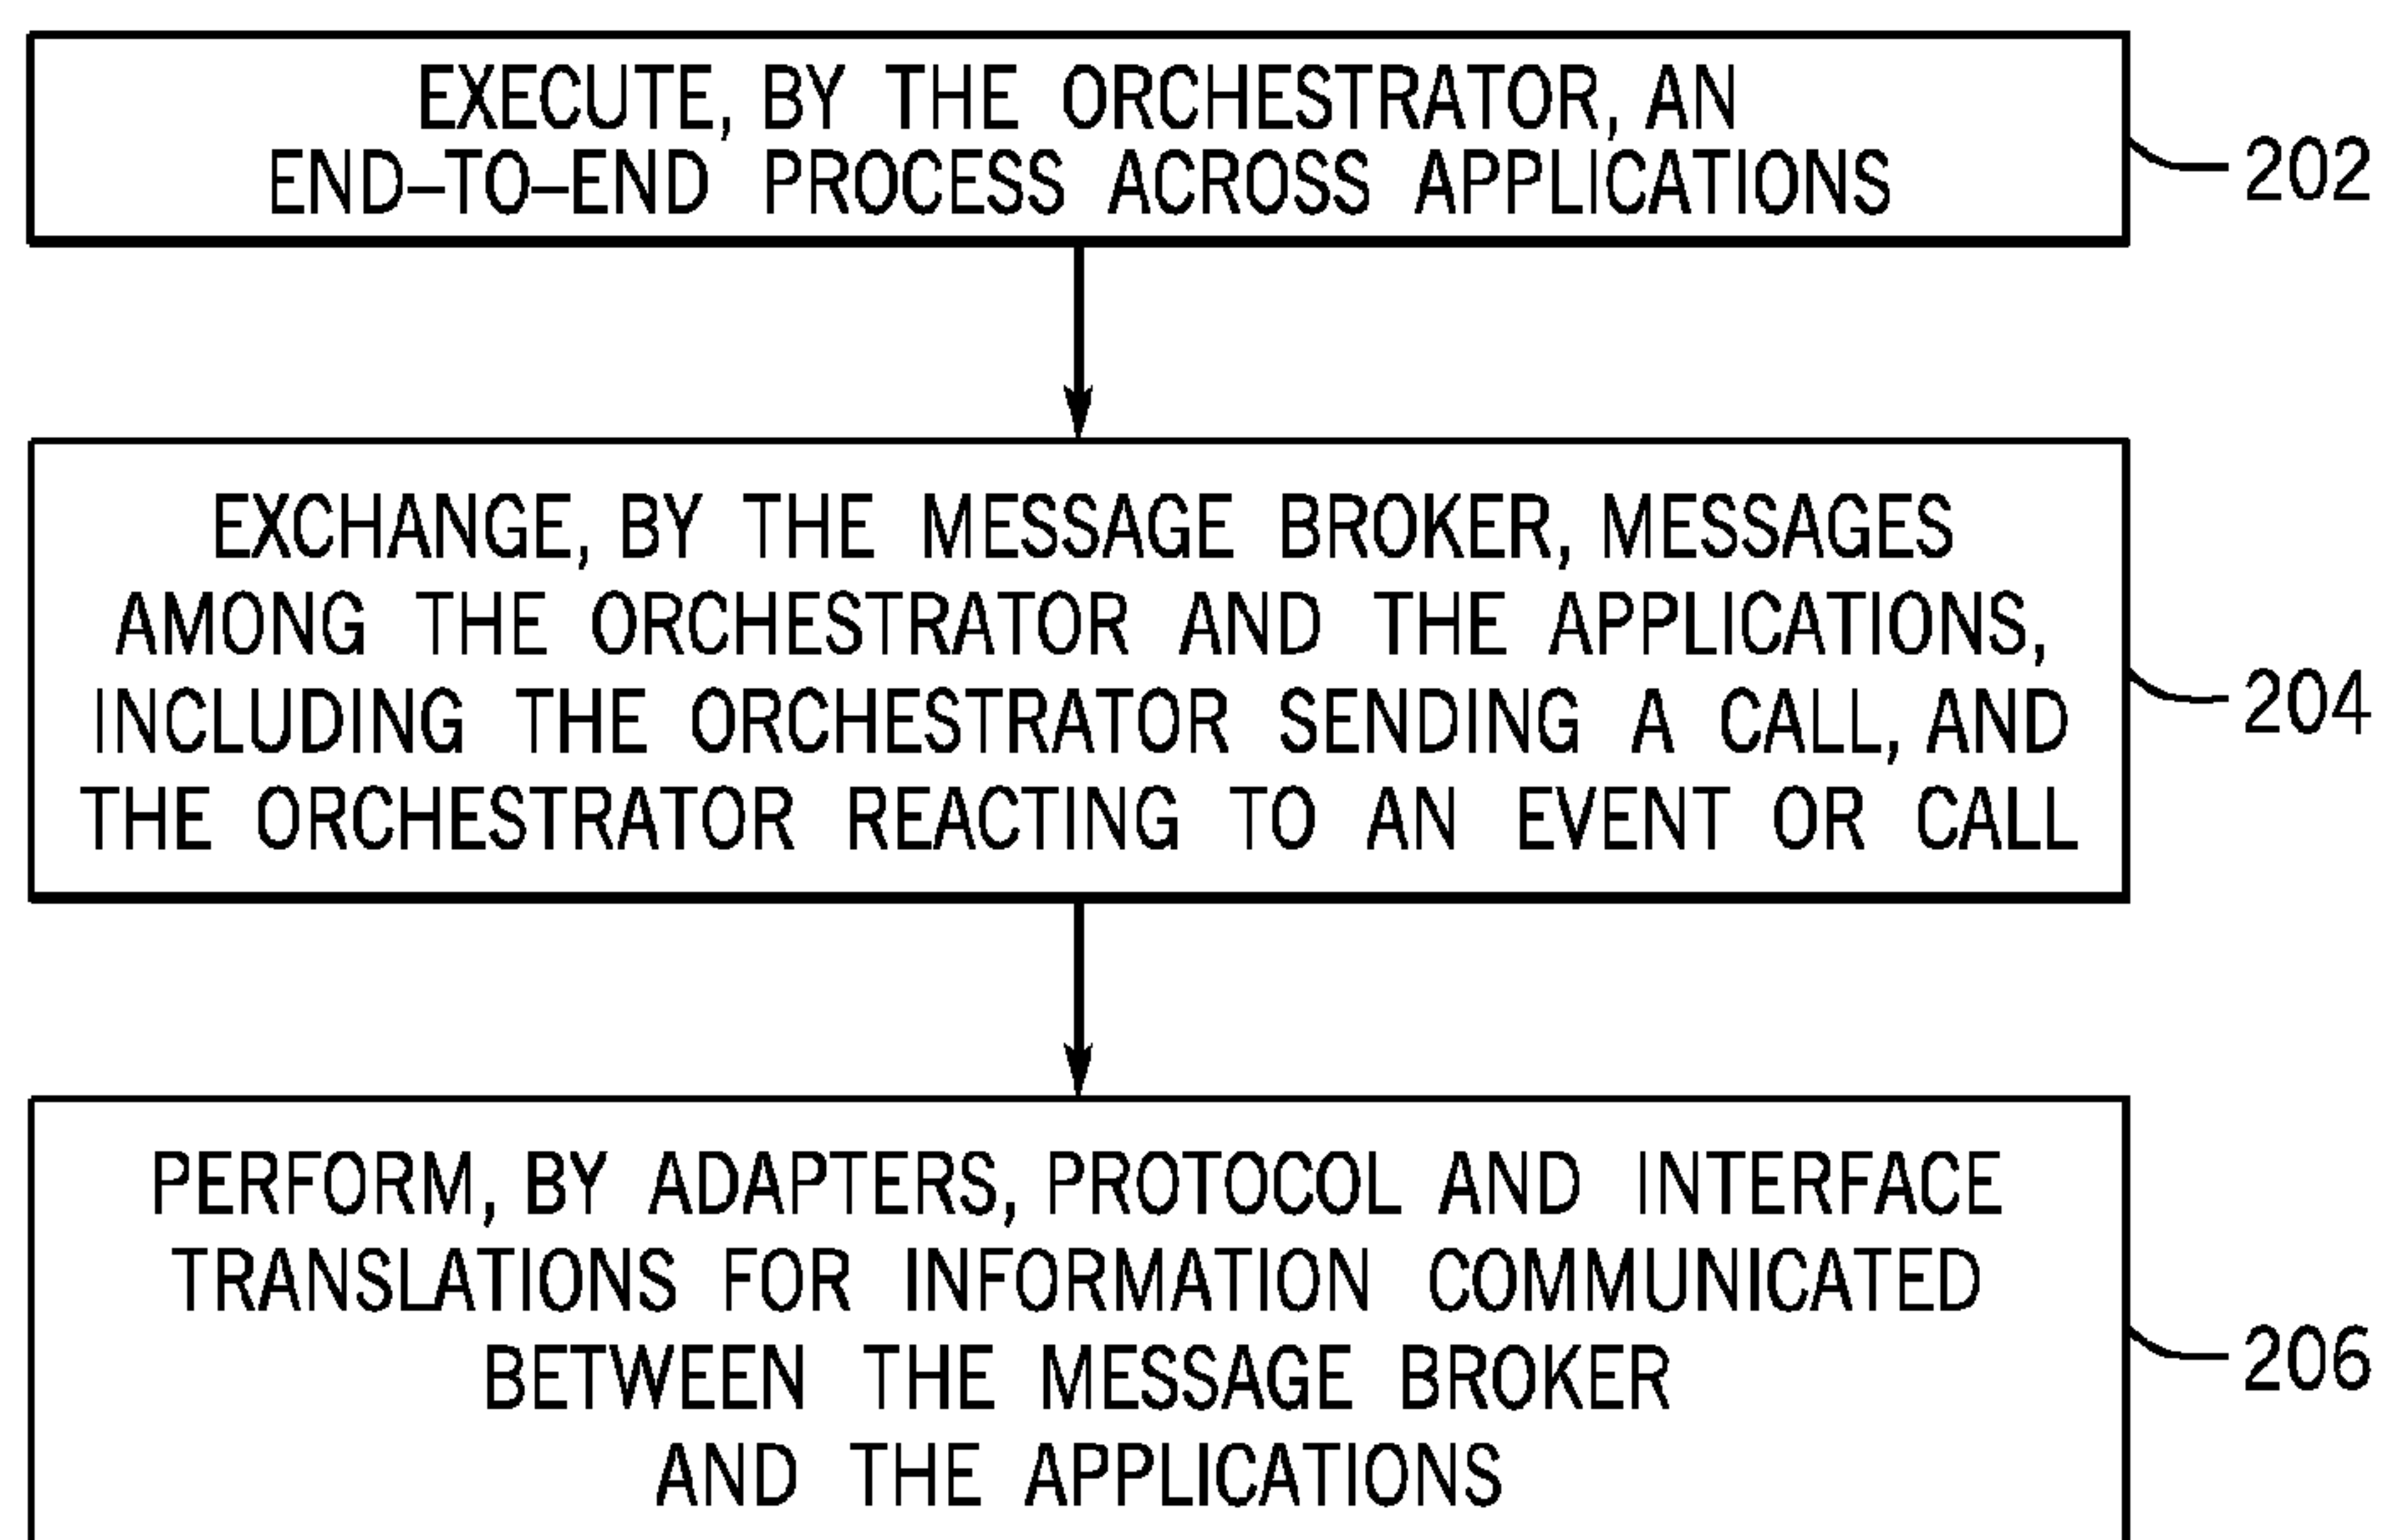 EXECUTE, BY THE ORCHESTRATOR, AN
END–TO–END PROCESS ACROSS APPLICATIONS
202
EXCHANGE, BY THE MESSAGE BROKER, MESSAGES
AMONG THE ORCHESTRATOR AND THE APPLICATIONS,
INCLUDING THE ORCHESTRATOR SENDING A CALL, AND
THE ORCHESTRATOR REACTING TO AN EVENT OR CALL
204
PERFORM, BY ADAPTERS, PROTOCOL AND INTERFACE
TRANSLATIONS FOR INFORMATION COMMUNICATED
BETWEEN THE MESSAGE BROKER
AND THE APPLICATIONS
206